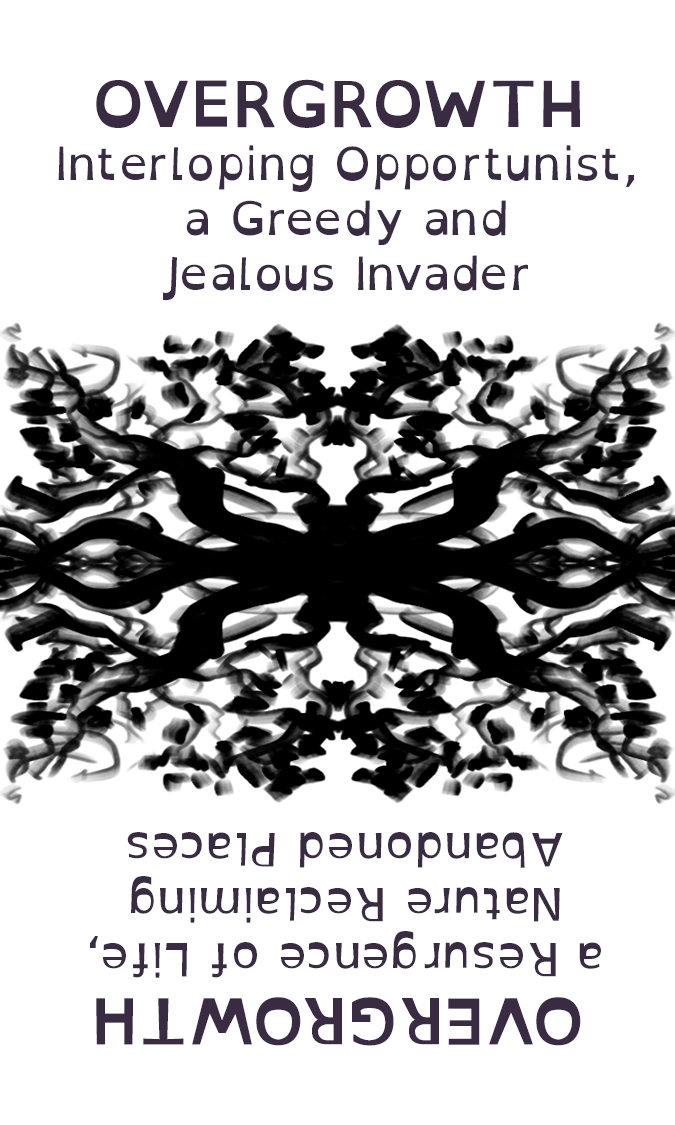 OVERGROWTH
Interloping Opportunist,
a Greedy and
Jealous Invader
OVERGROWTH
a Resurgence of Life,
Nature Reclaiming
Abandoned Places